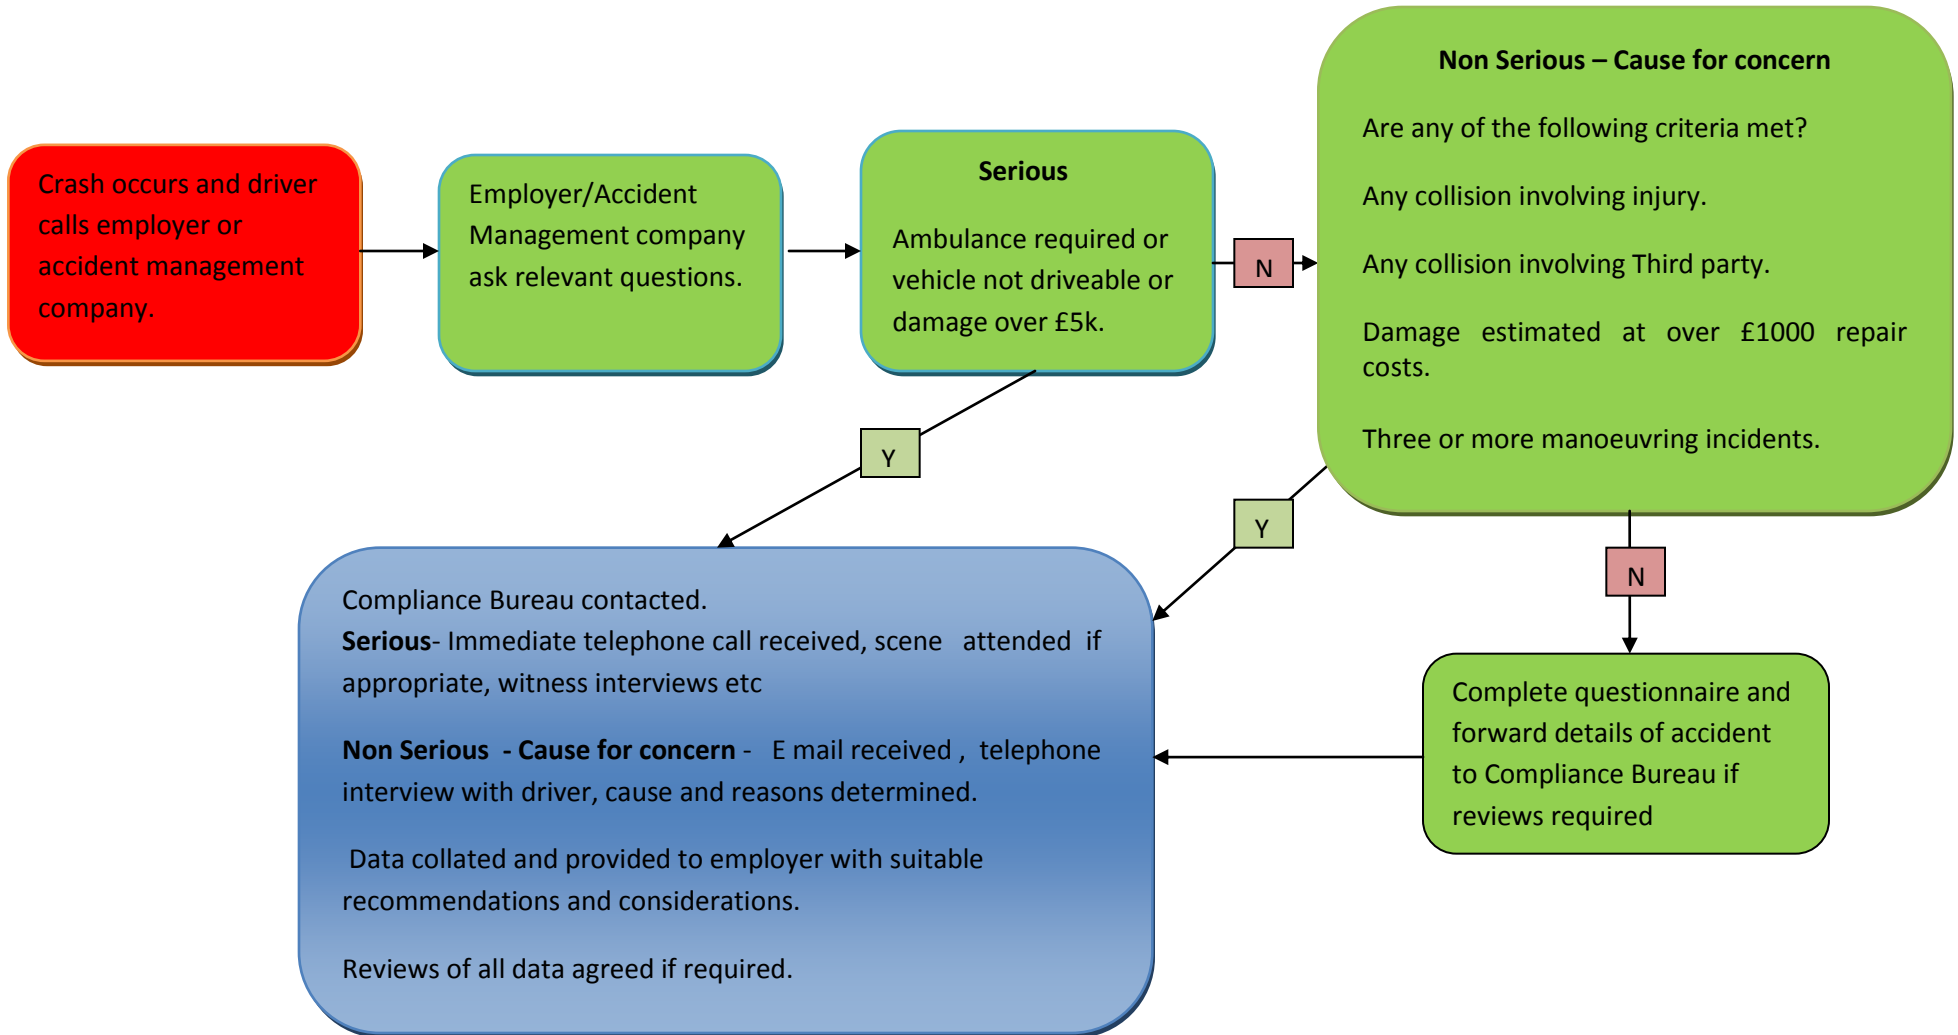 Crash occurs and driver
calls employer or
accident management
company.
Employer/Accident
Management company
ask relevant questions.
Serious
Ambulance required or
vehicle not driveable or
damage over £5k.
N
Non Serious – Cause for concern
Are any of the following criteria met?
Any collision involving injury.
Any collision involving Third party.
Damage estimated at over £1000 repair
costs.
Three or more manoeuvring incidents.
Y
Y
N
Compliance Bureau contacted.
Serious- Immediate telephone call received, scene attended if
appropriate, witness interviews etc
Non Serious - Cause for concern - E mail received , telephone
interview with driver, cause and reasons determined.
Data collated and provided to employer with suitable
recommendations and considerations.
Reviews of all data agreed if required.
Complete questionnaire and
forward details of accident
to Compliance Bureau if
reviews required